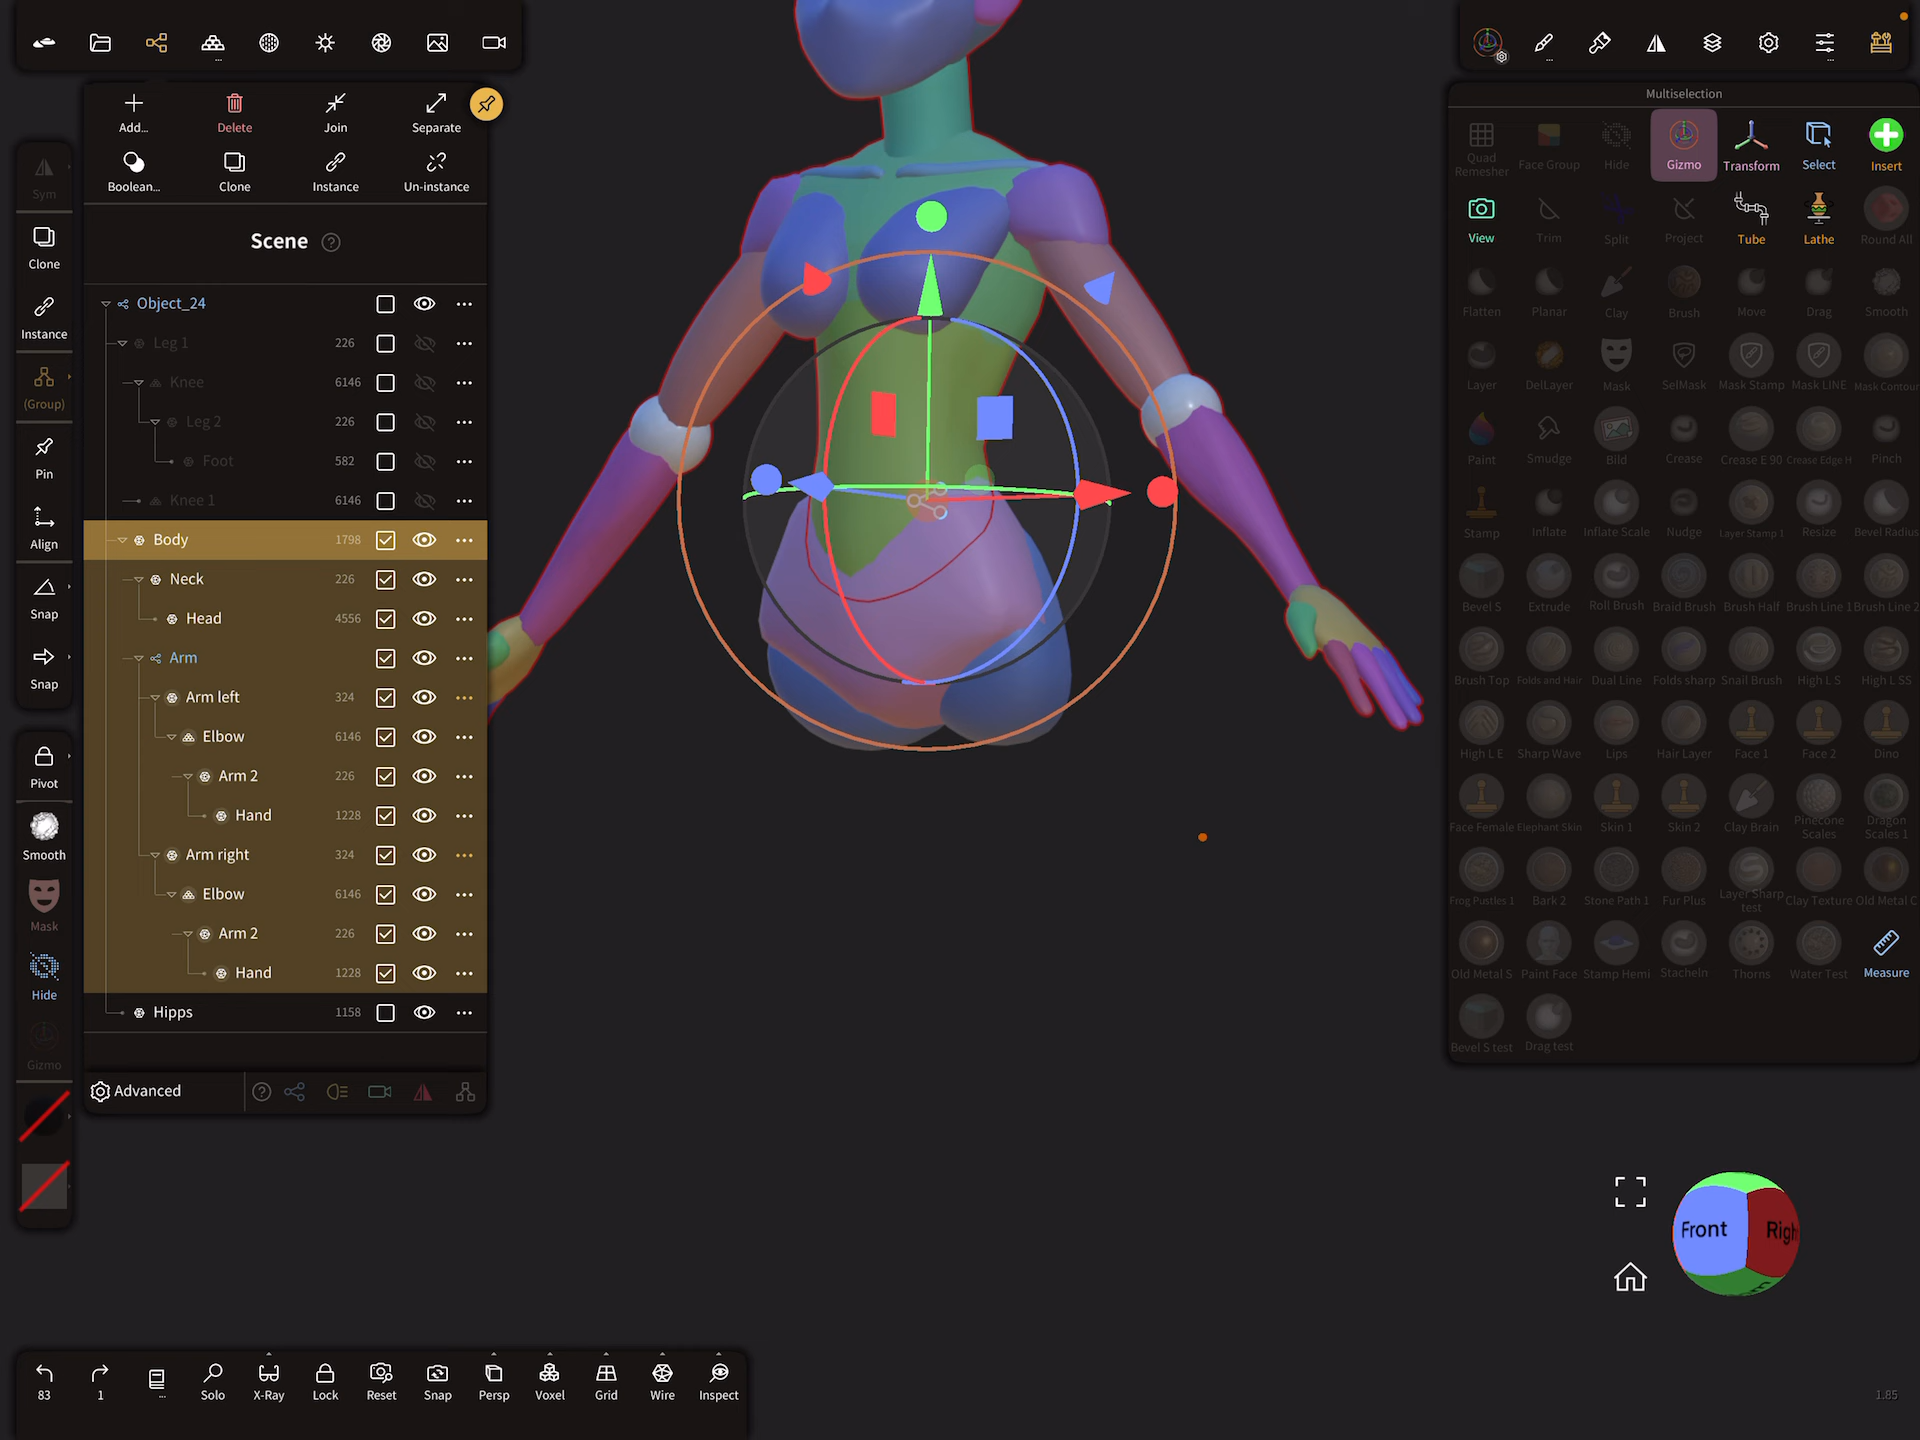 Add...
Delete
Join
Separate
Boolean...
Clone
Instance
Un-instance
Scene
Object_24
Leg 1 226
Knee 6146
Leg 2 226
Foot 582
Knee 1 6146
Body 1798
Neck 226
Head 4556
Arm
Arm left 324
Elbow 6146
Arm 2 226
Hand 1228
Arm right 324
Elbow 6146
Arm 2 226
Hand 1228
Hipps 1158
Advanced
Sym
Clone
Instance
(Group)
Pin
Align
Snap
Snap
Pivot
Smooth
Mask
Hide
Gizmo
Multiselection
Quad Remesher
Face Group
Hide
Gizmo
Transform
Select
Insert
View
Trim
Split
Project
Tube
Lathe
Round All
Flatten
Planar
Clay
Brush
Move
Drag
Smooth
Layer
DelLayer
Mask
SelMask
Mask Stamp
Mask LINE
Mask Contour
Paint
Smudge
Bild
Crease
Crease E 90
Crease Edge H
Pinch
Stamp
Inflate
Inflate Scale
Nudge
Layer Stamp 1
Resize
Bevel Radius
Bevel S
Extrude
Roll Brush
Braid Brush
Brush Half
Brush Line 1
Brush Line 2
Brush Top
Folds and Hair
Dual Line
Folds sharp
Snail Brush
High L S
High L SS
High L E
Sharp Wave
Lips
Hair Layer
Face 1
Face 2
Dino
Face Female
Elephant Skin
Skin 1
Skin 2
Clay Brain
Pinecone Scales
Dragon Scales 1
Frog Pustles 1
Bark 2
Stone Path 1
Fur Plus
Layer Sharp test
Clay Texture
Old Metal C
Old Metal S
Paint Face
Stamp Hemi
Stacheln
Thorns
Water Test
Measure
Bevel S test
Drag test
Front
Righ
83
1
Solo
X-Ray
Lock
Reset
Snap
Persp
Voxel
Grid
Wire
Inspect
1.85